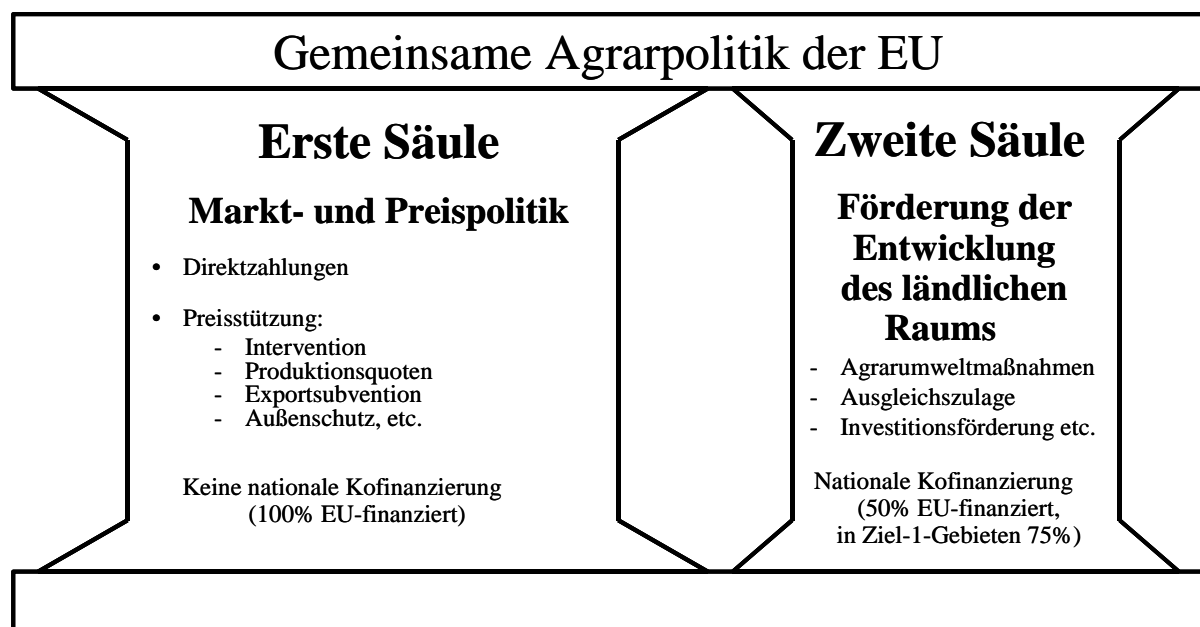 Gemeinsame Agrarpolitik der EU
Erste Säule
Markt- und Preispolitik
• Direktzahlungen
• Preisstützung:
- Intervention
- Produktionsquoten
- Exportsubvention
- Außenschutz, etc.
Keine nationale Kofinanzierung
(100% EU-finanziert)
Zweite Säule
Förderung der
Entwicklung
des ländlichen
Raums
- Agrarumweltmaßnahmen
- Ausgleichszulage
- Investitionsförderung etc.
Nationale Kofinanzierung
(50% EU-finanziert,
in Ziel-1-Gebieten 75%)